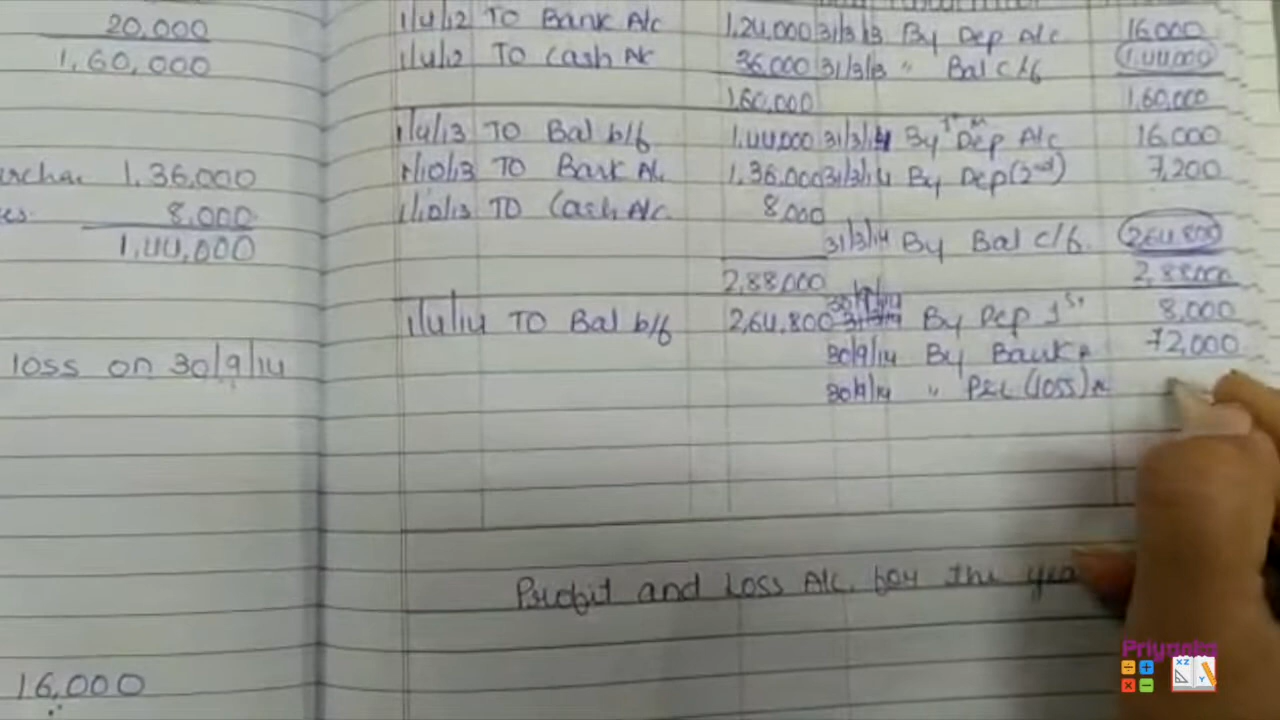 20,000
1,60,000
1.36,000
8.000
1,44,000
loss on 30/9/14
16,000
1/4/12 TO Bank A/c 1,24,000 31/3/13 By Dep A/c 16,000
1/4/12 TO Cash A/c 36,000 31/3/13 " Bal c/f 1,44,000
1,60,000 1,60,000
1/4/13 TO Bal b/f 1,44,000 31/3/14 By 1st Dep A/c 16,000
1/10/13 TO Bank A/c 1,36,000 31/3/14 By Dep (2nd) 7,200
1/10/13 TO Cash A/c 8,000
31/3/14 By Bal c/f. 264,800
2,88,000 2,88,000
1/4/14 TO Bal b/f 2,64,800 30/9/14 By Dep 1st 8,000
30/9/14 By Bank A 72,000
30/9/14 " P&L (loss) A
Profit and Loss A/c. for the yea
Priyanka